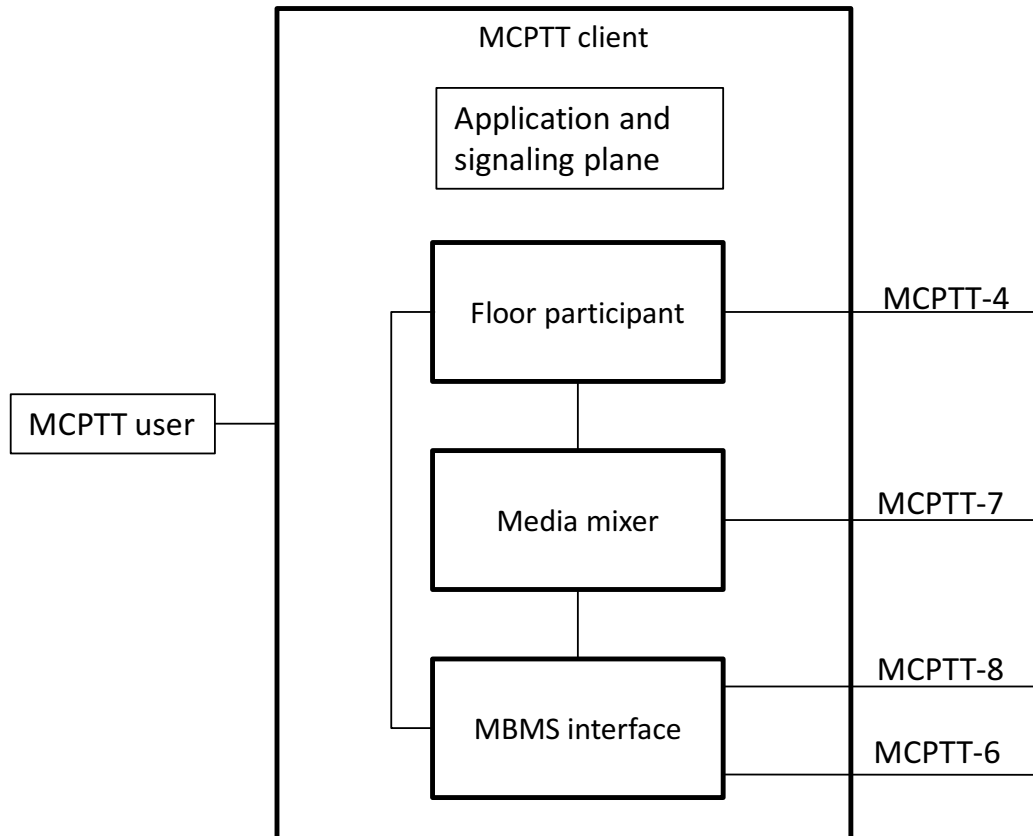 MCPTT client
Application and
signaling plane
Floor participant
MCPTT-4
MCPTT user
Media mixer
MCPTT-7
MBMS interface
MCPTT-8
MCPTT-6